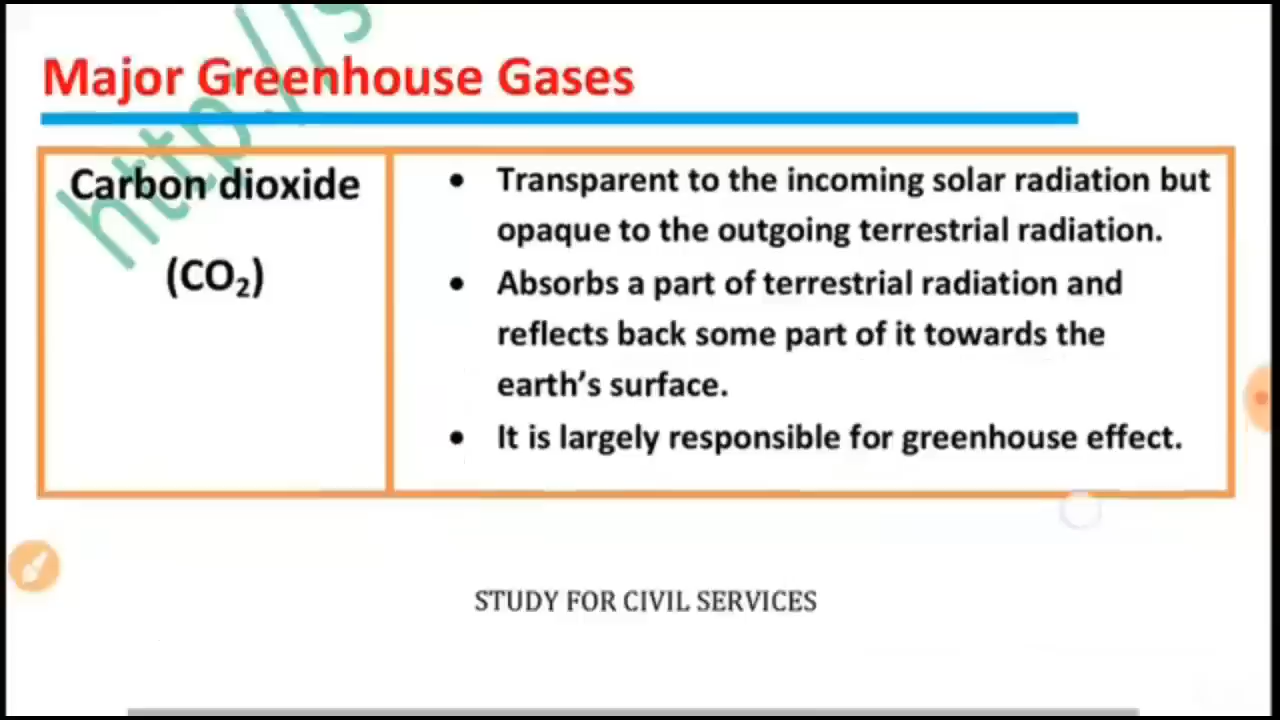 http://s
Major Greenhouse Gases
Carbon dioxide
(CO₂)
• Transparent to the incoming solar radiation but
opaque to the outgoing terrestrial radiation.
• Absorbs a part of terrestrial radiation and
reflects back some part of it towards the
earth’s surface.
• It is largely responsible for greenhouse effect.
STUDY FOR CIVIL SERVICES